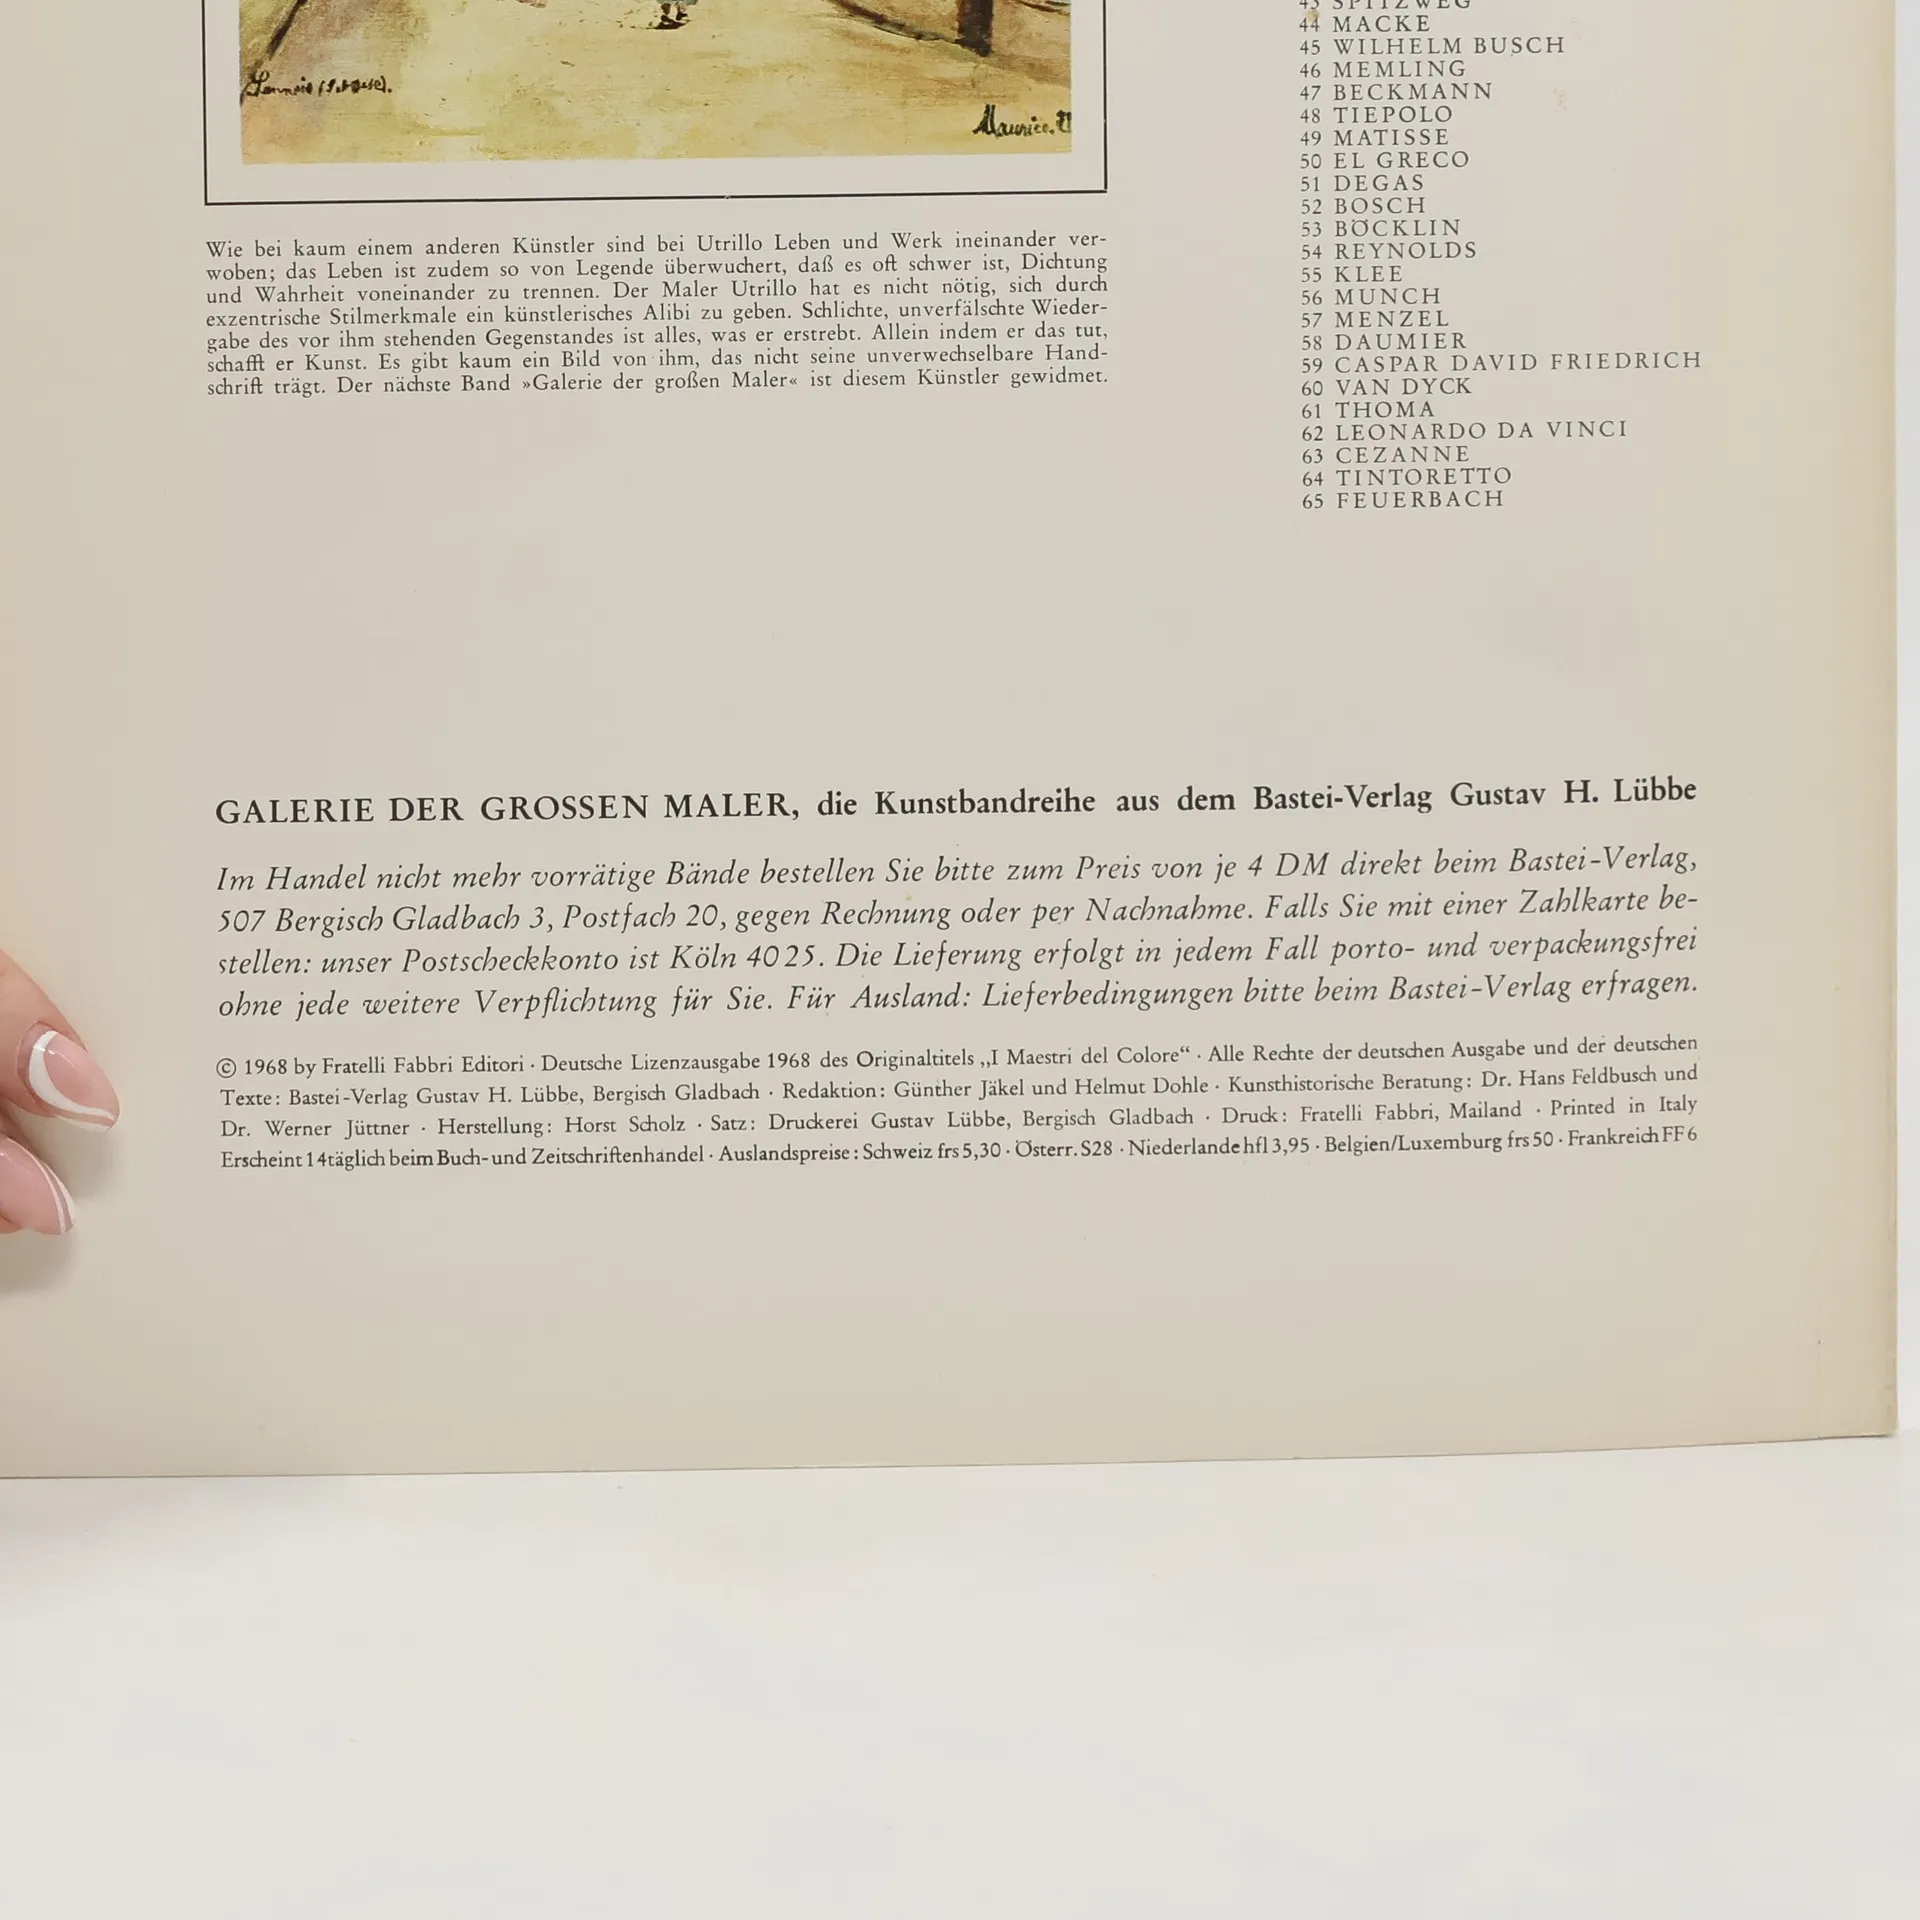 Sannois (
Maurice.
Wie bei kaum einem anderen Künstler sind bei Utrillo Leben und Werk ineinander ver-
woben; das Leben ist zudem so von Legende überwuchert, daß es oft schwer ist, Dichtung
und Wahrheit voneinander zu trennen. Der Maler Utrillo hat es nicht nötig, sich durch
exzentrische Stilmerkmale ein künstlerisches Alibi zu geben. Schlichte, unverfälschte Wieder-
gabe des vor ihm stehenden Gegenstandes ist alles, was er erstrebt. Allein indem er das tut,
schafft er Kunst. Es gibt kaum ein Bild von ihm, das nicht seine unverwechselbare Hand-
schrift trägt. Der nächste Band »Galerie der großen Maler« ist diesem Künstler gewidmet.
43 SPITZWEG
44 MACKE
45 WILHELM BUSCH
46 MEMLING
47 BECKMANN
48 TIEPOLO
49 MATISSE
50 EL GRECO
51 DEGAS
52 BOSCH
53 BÖCKLIN
54 REYNOLDS
55 KLEE
56 MUNCH
57 MENZEL
58 DAUMIER
59 CASPAR DAVID FRIEDRICH
60 VAN DYCK
61 THOMA
62 LEONARDO DA VINCI
63 CEZANNE
64 TINTORETTO
65 FEUERBACH
GALERIE DER GROSSEN MALER, die Kunstbandreihe aus dem Bastei-Verlag Gustav H. Lübbe
Im Handel nicht mehr vorrätige Bände bestellen Sie bitte zum Preis von je 4 DM direkt beim Bastei-Verlag,
507 Bergisch Gladbach 3, Postfach 20, gegen Rechnung oder per Nachnahme. Falls Sie mit einer Zahlkarte be-
stellen: unser Postscheckkonto ist Köln 4025. Die Lieferung erfolgt in jedem Fall porto- und verpackungsfrei
ohne jede weitere Verpflichtung für Sie. Für Ausland: Lieferbedingungen bitte beim Bastei-Verlag erfragen.
© 1968 by Fratelli Fabbri Editori · Deutsche Lizenzausgabe 1968 des Originaltitels „I Maestri del Colore“ · Alle Rechte der deutschen Ausgabe und der deutschen
Texte: Bastei-Verlag Gustav H. Lübbe, Bergisch Gladbach · Redaktion: Günther Jäkel und Helmut Dohle · Kunsthistorische Beratung: Dr. Hans Feldbusch und
Dr. Werner Jüttner · Herstellung: Horst Scholz · Satz: Druckerei Gustav Lübbe, Bergisch Gladbach · Druck: Fratelli Fabbri, Mailand · Printed in Italy
Erscheint 14täglich beim Buch- und Zeitschriftenhandel · Auslandspreise: Schweiz frs 5,30 · Österr. S28 · Niederlande hfl 3,95 · Belgien/Luxemburg frs 50 · Frankreich FF 6